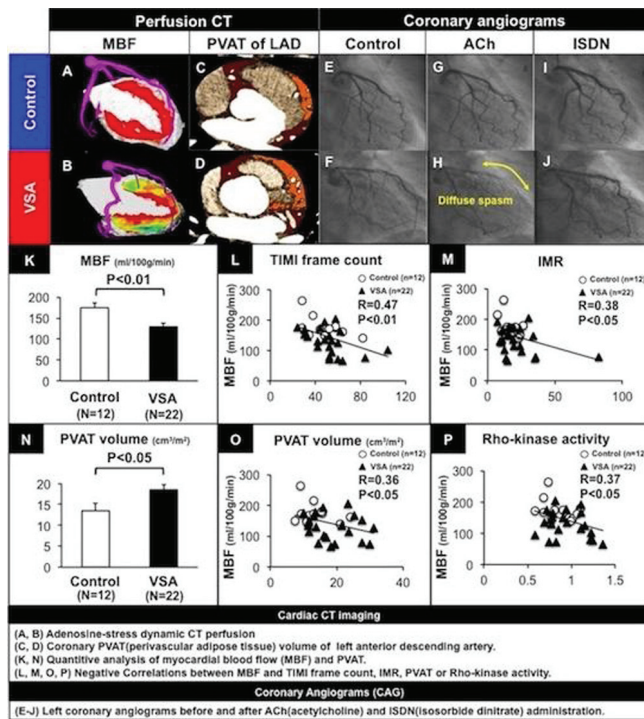 Perfusion CT
Coronary angiograms
MBF
PVAT of LAD
Control
ACh
ISDN
Control
A
C
E
G
I
VSA
B
D
F
H
J
Diffuse spasm
K
MBF (ml/100g/min)
P<0.01
200
150
100
50
0
Control
(N=12)
VSA
(N=22)
L
TIMI frame count
Control (n=12)
VSA (n=22)
R=0.47
P<0.01
MBF (ml/100g/min)
400
300
200
100
0
0
40
80
120
M
IMR
Control (n=12)
VSA (n=22)
R=0.38
P<0.05
MBF (ml/100g/min)
400
300
200
100
0
0
50
100
N
PVAT volume (cm³/m²)
P<0.05
20
15
10
5
0
Control
(N=12)
VSA
(N=22)
O
PVAT volume (cm³/m²)
Control (n=12)
VSA (n=22)
R=0.36
P<0.05
MBF (ml/100g/min)
400
300
200
100
0
0
20
40
P
Rho-kinase activity
Control (n=12)
VSA (n=22)
R=0.37
P<0.05
MBF (ml/100g/min)
400
300
200
100
0
0
0.5
1
1.5
Cardiac CT imaging
(A, B) Adenosine-stress dynamic CT perfusion
(C, D) Coronary PVAT(perivascular adipose tissue) volume of left anterior descending artery.
(K, N) Quantitive analysis of myocardial blood flow (MBF) and PVAT.
(L, M, O, P) Negative Correlations between MBF and TIMI frame count, IMR, PVAT or Rho-kinase activity.
Coronary Angiograms (CAG)
(E-J) Left coronary angiograms before and after ACh(acetylcholine) and ISDN(isosorbide dinitrate) administration.